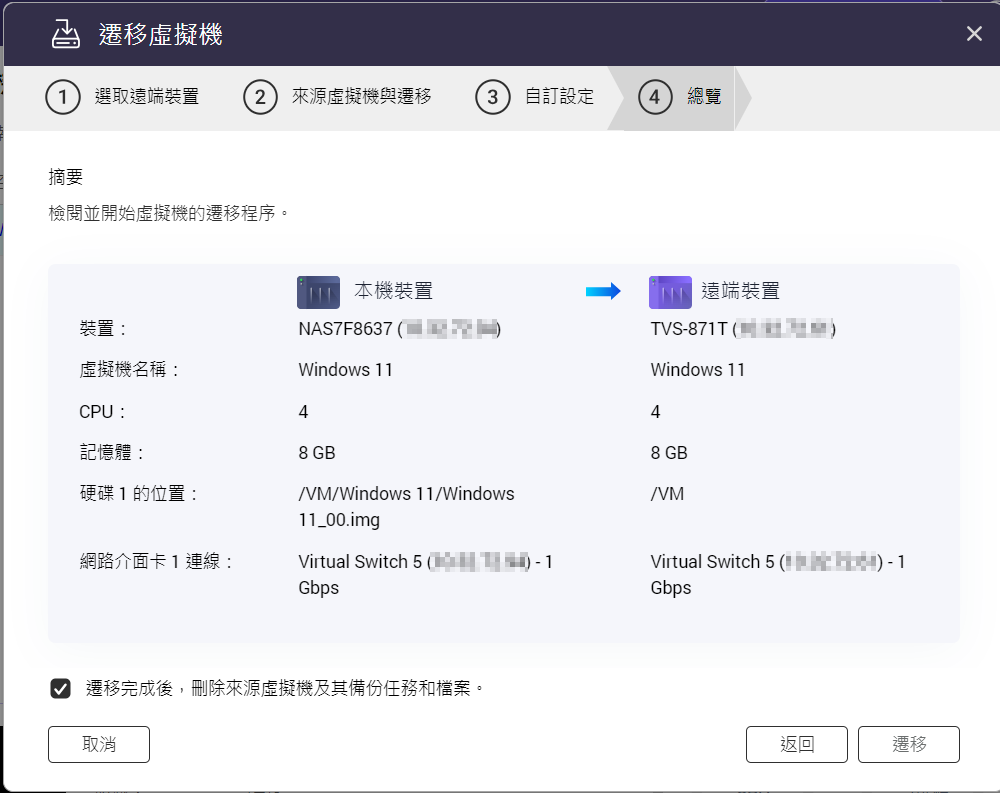 遷移虛擬機
1 選取遠端裝置 2 來源虛擬機與遷移 3 自訂設定 4 總覽
摘要
檢閱並開始虛擬機的遷移程序。
本機裝置 遠端裝置
裝置： NAS7F8637 ( ) TVS-871T ( )
虛擬機名稱： Windows 11 Windows 11
CPU： 4 4
記憶體： 8 GB 8 GB
硬碟 1 的位置： /VM/Windows 11/Windows /VM
11_00.img
網路介面卡 1 連線： Virtual Switch 5 ( ) - 1 Virtual Switch 5 ( ) - 1
Gbps Gbps
遷移完成後，刪除來源虛擬機及其備份任務和檔案。
取消 返回 遷移